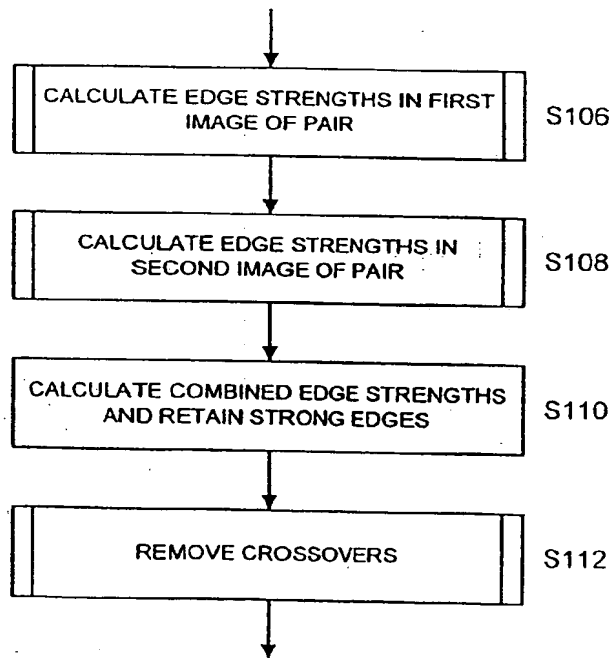 CALCULATE EDGE STRENGTHS IN FIRST
IMAGE OF PAIR
S106
CALCULATE EDGE STRENGTHS IN
SECOND IMAGE OF PAIR
S108
CALCULATE COMBINED EDGE STRENGTHS
AND RETAIN STRONG EDGES
S110
REMOVE CROSSOVERS
S112